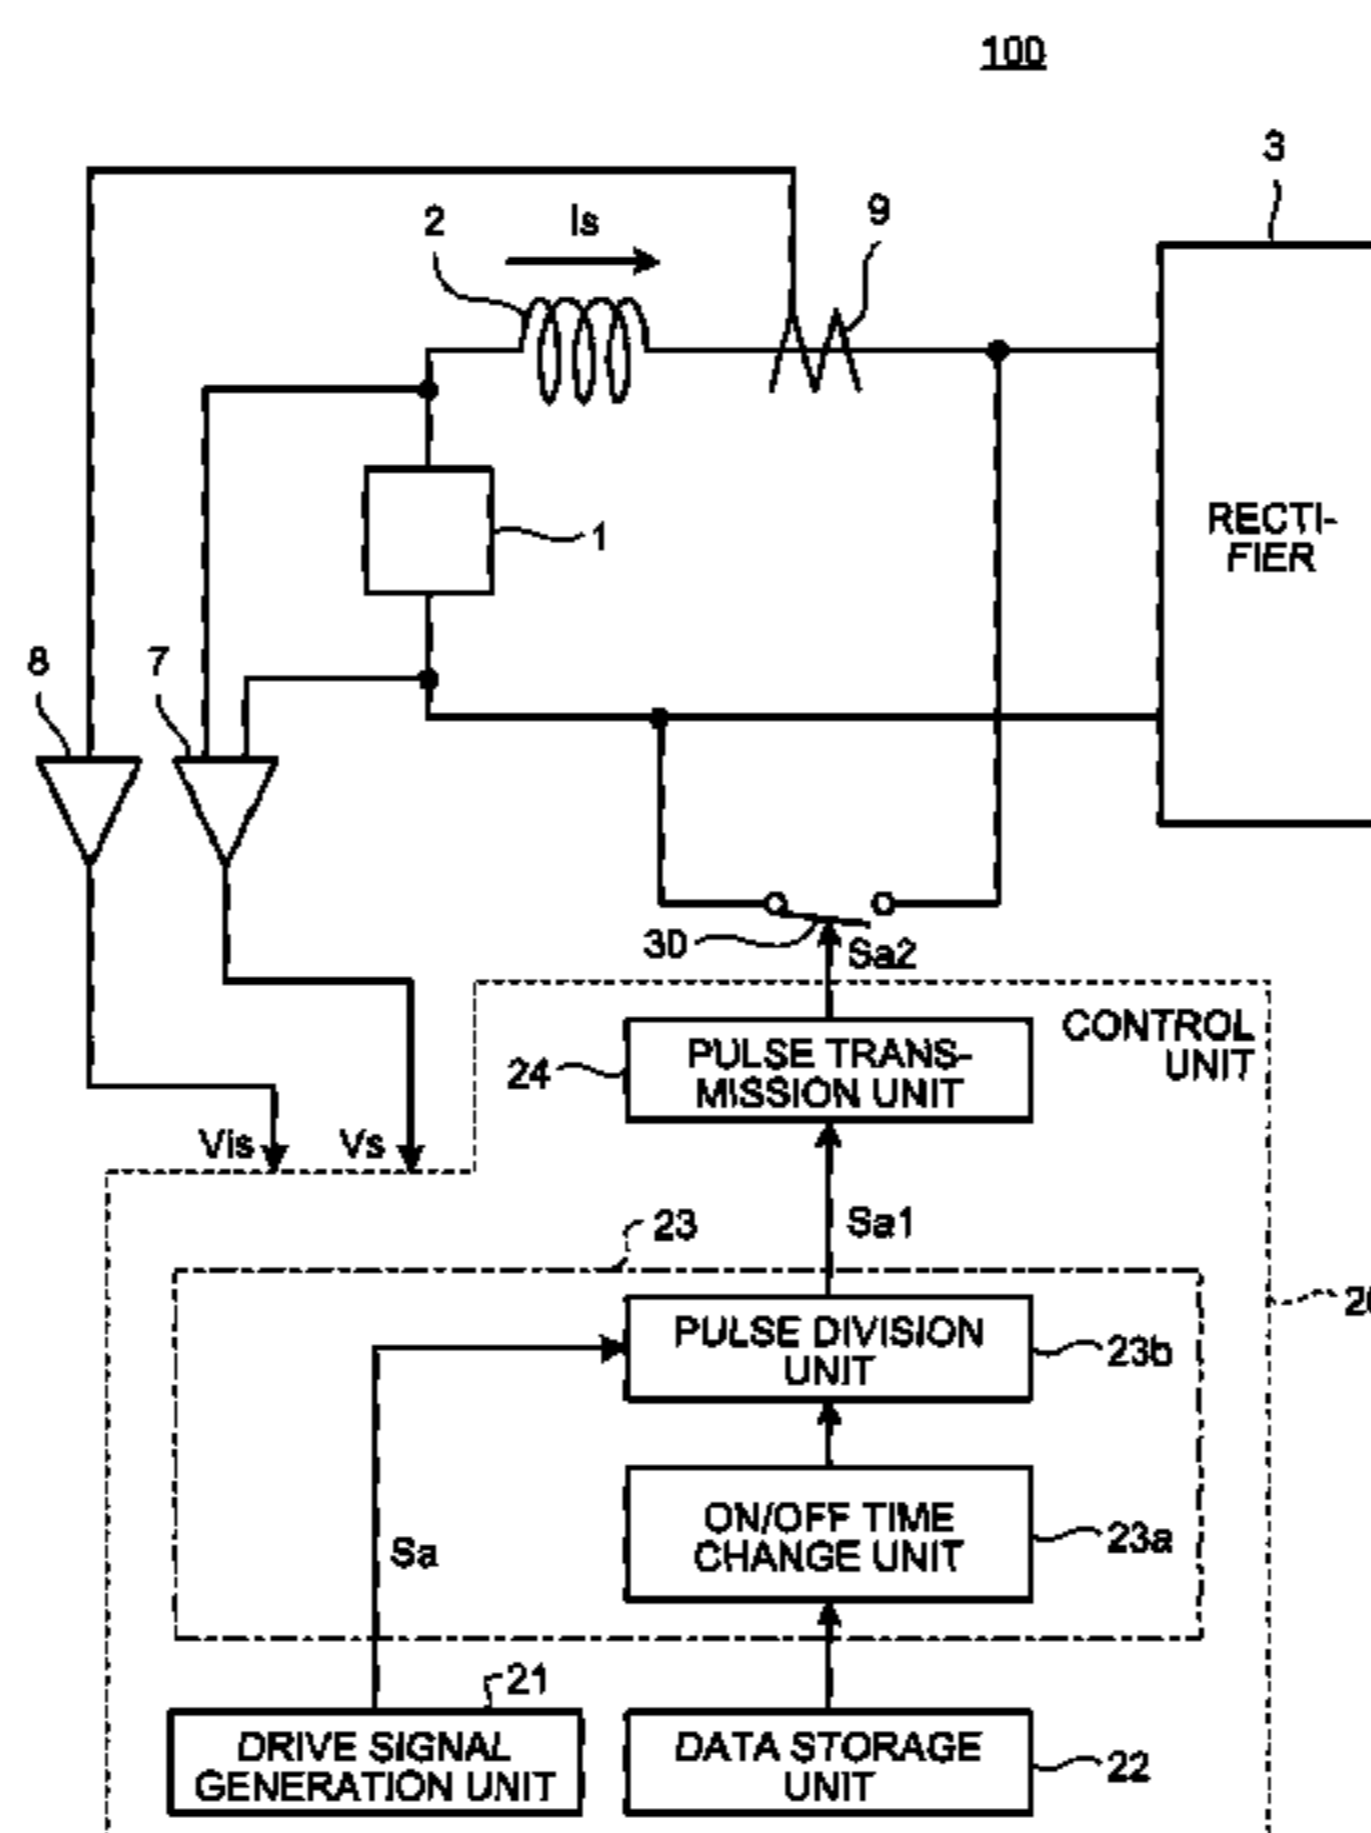 100
3
9
2
Is
RECTI-
FIER
1
8
7
30
Sa2
CONTROL
UNIT
24
PULSE TRANS-
MISSION UNIT
Vis
Vs
23
Sa1
PULSE DIVISION
UNIT
23b
ON/OFF TIME
CHANGE UNIT
23a
Sa
21
DRIVE SIGNAL
GENERATION UNIT
DATA STORAGE
UNIT
22